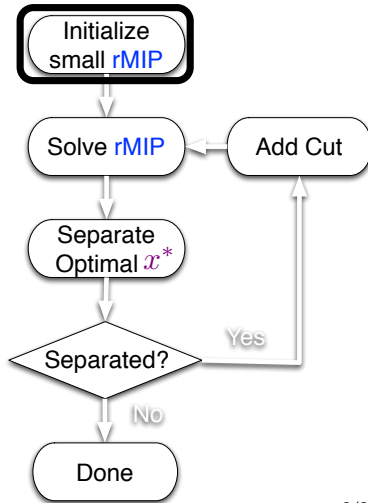 Initialize
small rMIP
Solve rMIP
Add Cut
Separate
Optimal x*
Separated?
Yes
No
Done